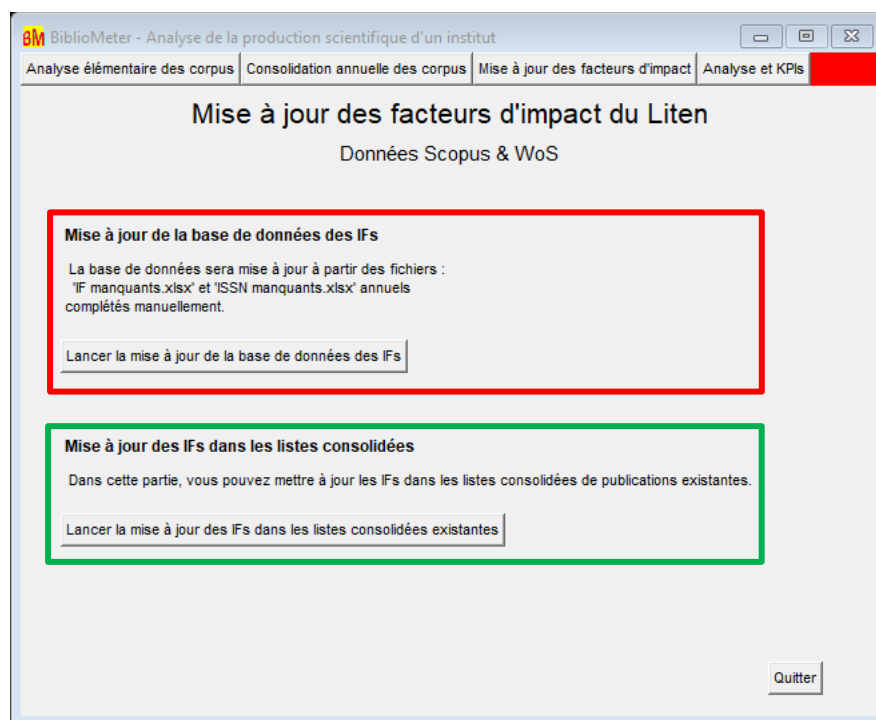 BM BiblioMeter - Analyse de la production scientifique d'un institut
Analyse élémentaire des corpus Consolidation annuelle des corpus Mise à jour des facteurs d'impact Analyse et KPIs
Mise à jour des facteurs d'impact du Liten
Données Scopus & WoS
Mise à jour de la base de données des IFs
La base de données sera mise à jour à partir des fichiers :
'IF manquants.xlsx' et 'ISSN manquants.xlsx' annuels
complétés manuellement.
Lancer la mise à jour de la base de données des IFs
Mise à jour des IFs dans les listes consolidées
Dans cette partie, vous pouvez mettre à jour les IFs dans les listes consolidées de publications existantes.
Lancer la mise à jour des IFs dans les listes consolidées existantes
Quitter